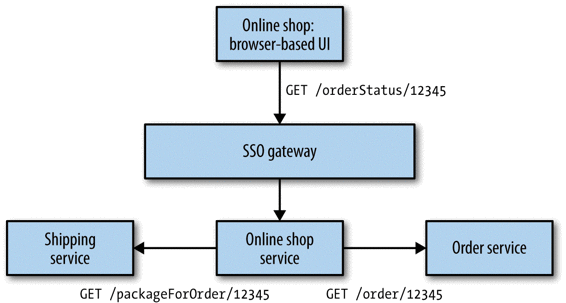 Online shop:
browser-based UI
GET /orderStatus/12345
SSO gateway
Shipping
service
Online shop
service
Order service
GET /packageForOrder/12345
GET /order/12345